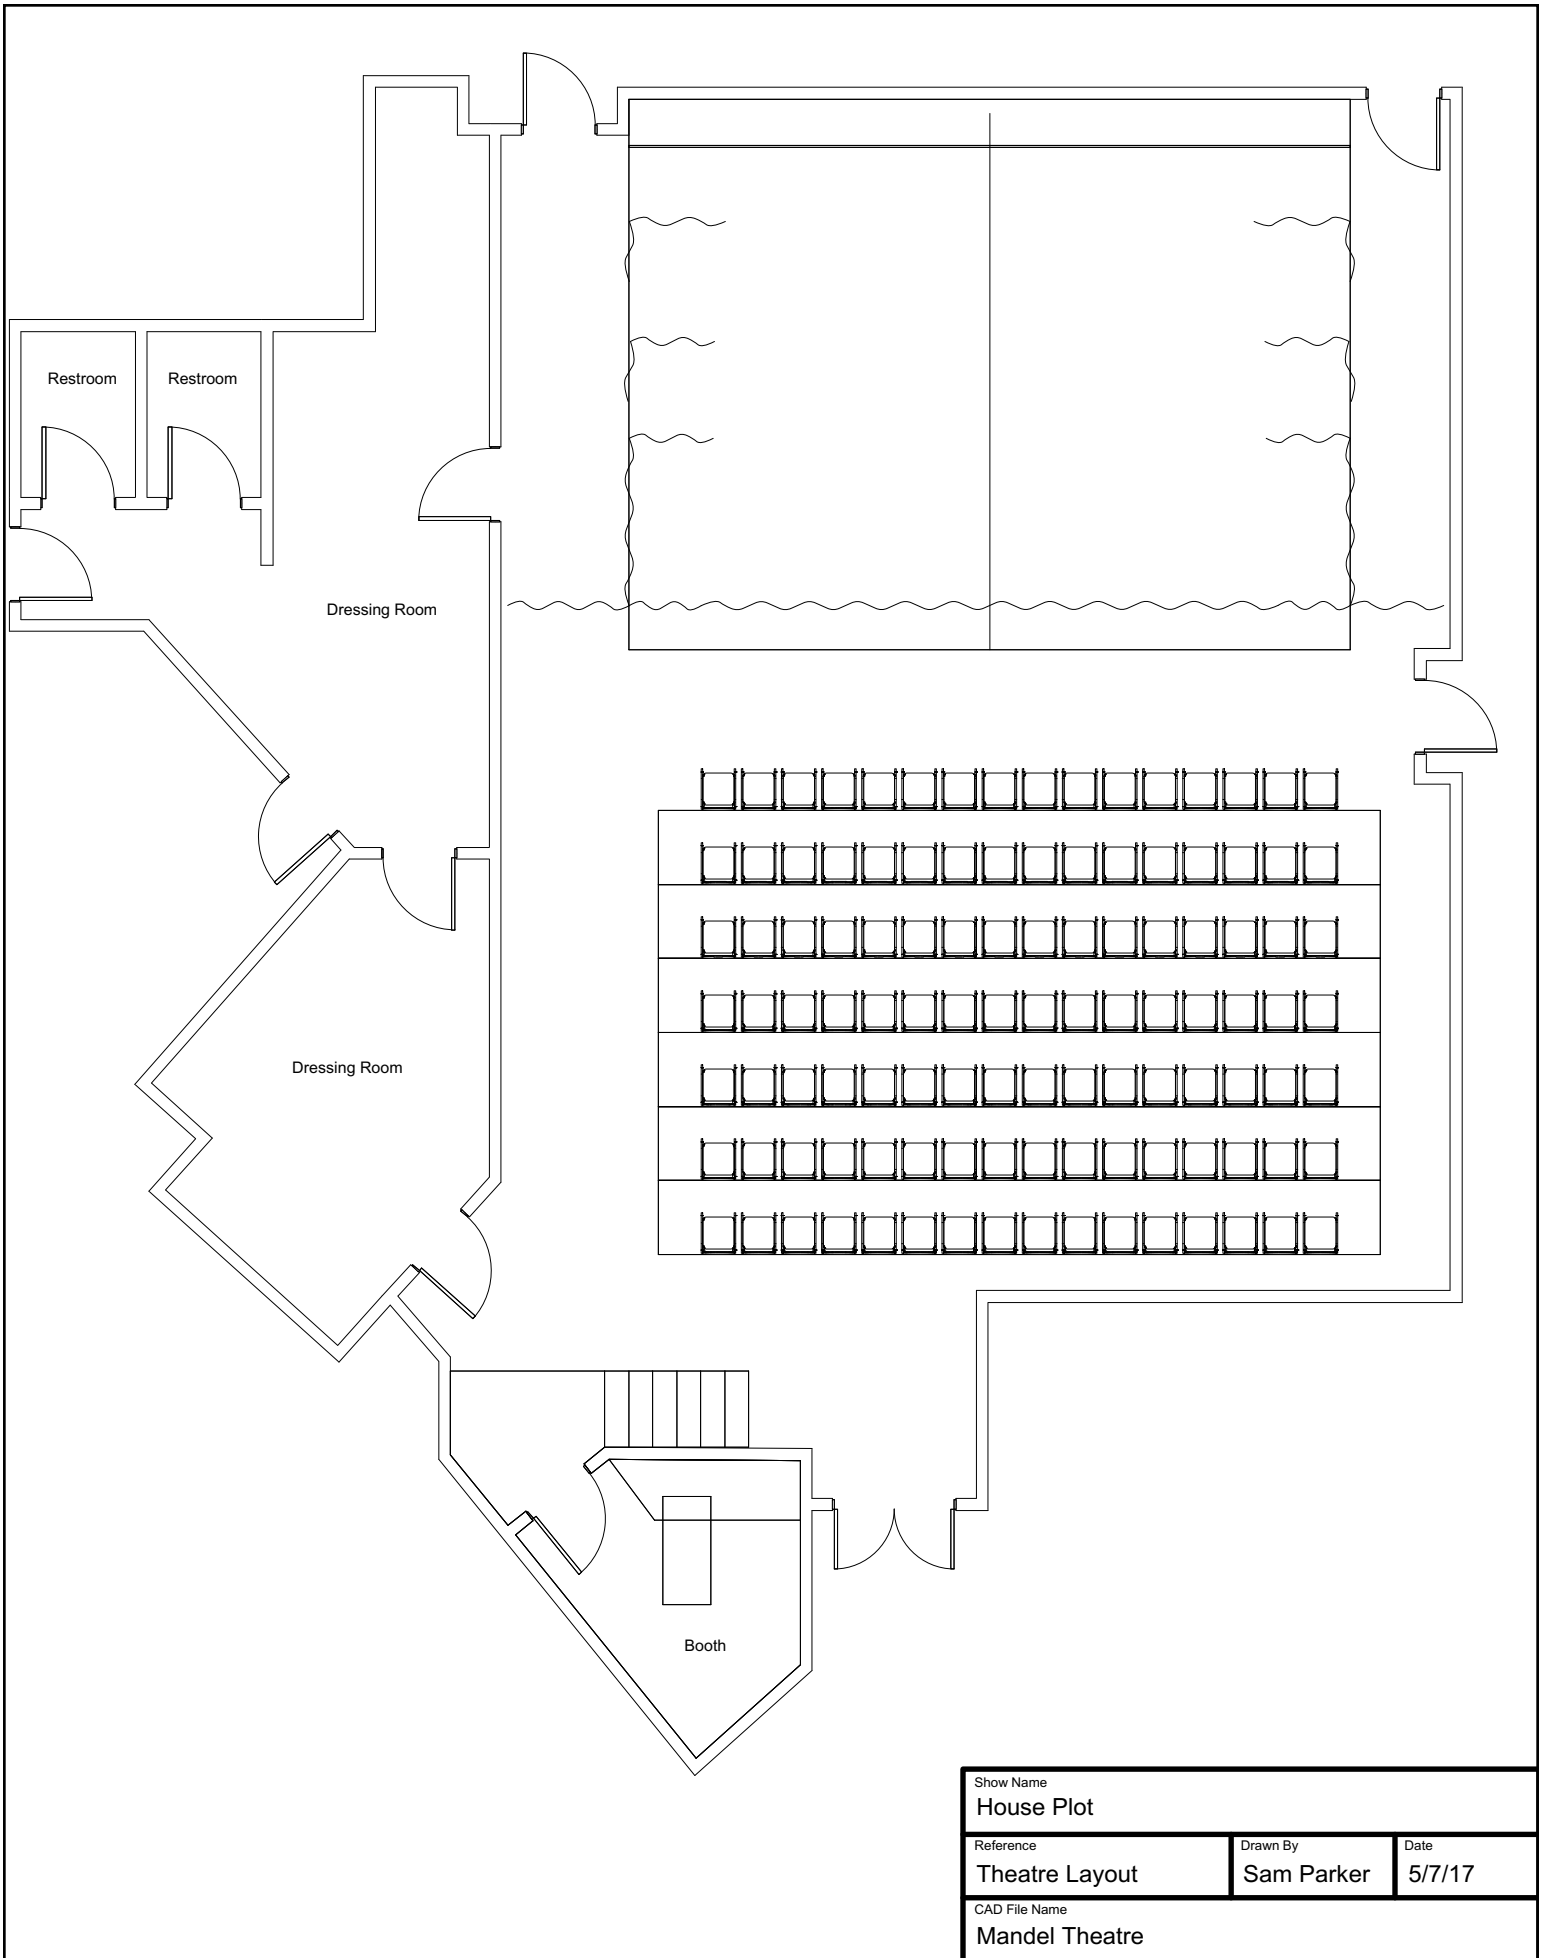 Restroom
Restroom
Dressing Room
Dressing Room
Booth
Show Name
House Plot
Reference
Theatre Layout
Drawn By
Sam Parker
Date
5/7/17
CAD File Name
Mandel Theatre